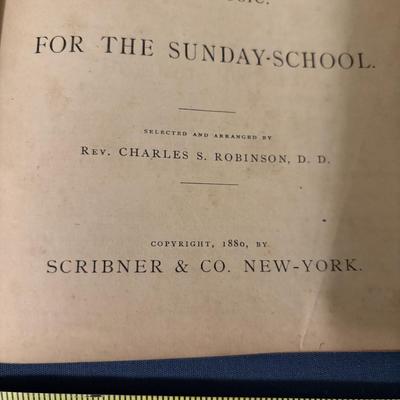 FOR THE SUNDAY-SCHOOL.
SELECTED AND ARRANGED BY
REV. CHARLES S. ROBINSON, D. D.
COPYRIGHT, 1880, BY
SCRIBNER & CO. NEW-YORK.